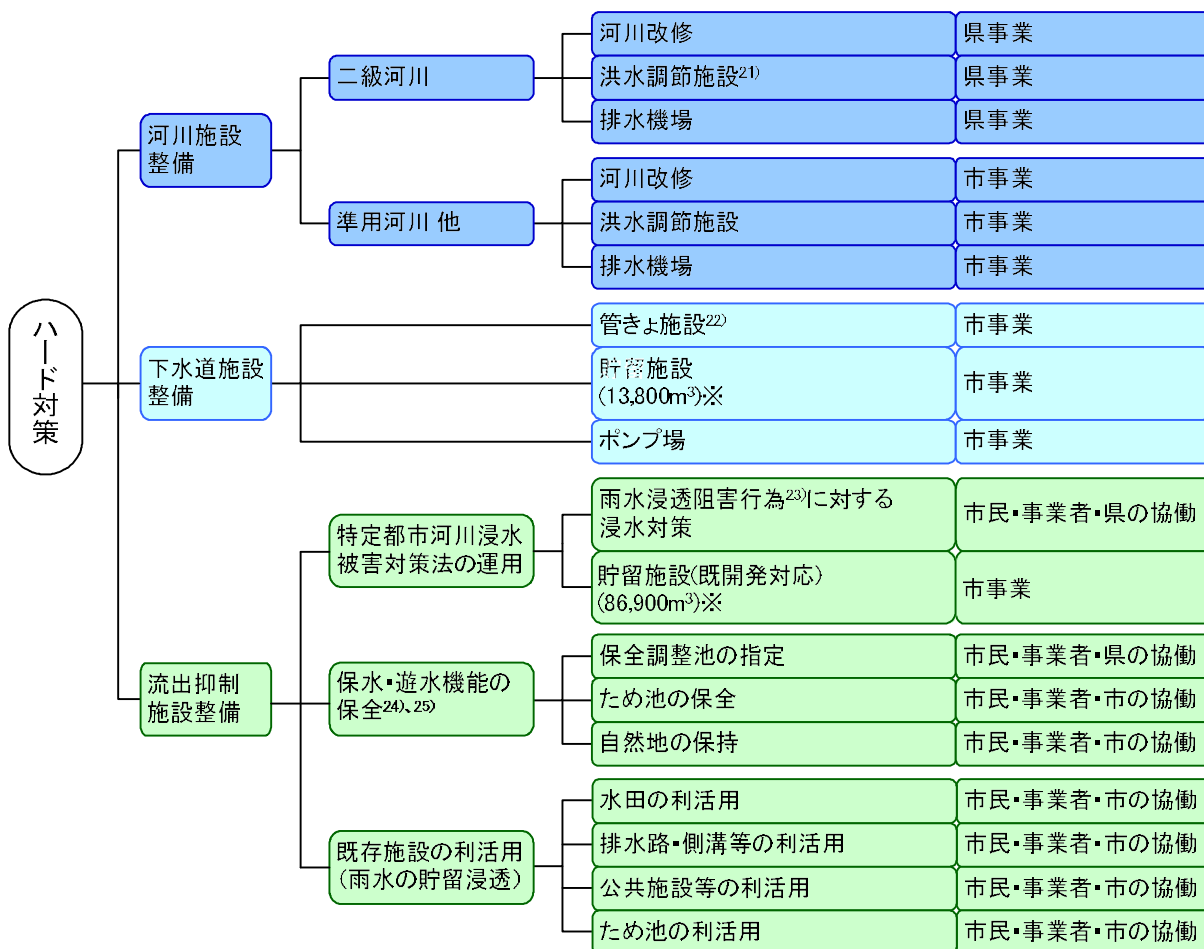 ハード対策
河川施設
整備
二級河川
河川改修
県事業
洪水調節施設21)
県事業
排水機場
県事業
準用河川 他
河川改修
市事業
洪水調節施設
市事業
排水機場
市事業
下水道施設
整備
管きょ施設22)
市事業
貯留施設
(13,800m³)※
市事業
ポンプ場
市事業
流出抑制
施設整備
特定都市河川浸水
被害対策法の運用
雨水浸透阻害行為23)に対する
浸水対策
市民・事業者・県の協働
貯留施設(既開発対応)
(86,900m³)※
市事業
保水・遊水機能の
保全24)、25)
保全調整池の指定
市民・事業者・県の協働
ため池の保全
市民・事業者・市の協働
自然地の保持
市民・事業者・市の協働
既存施設の利活用
(雨水の貯留浸透)
水田の利活用
市民・事業者・市の協働
排水路・側溝等の利活用
市民・事業者・市の協働
公共施設等の利活用
市民・事業者・市の協働
ため池の利活用
市民・事業者・市の協働